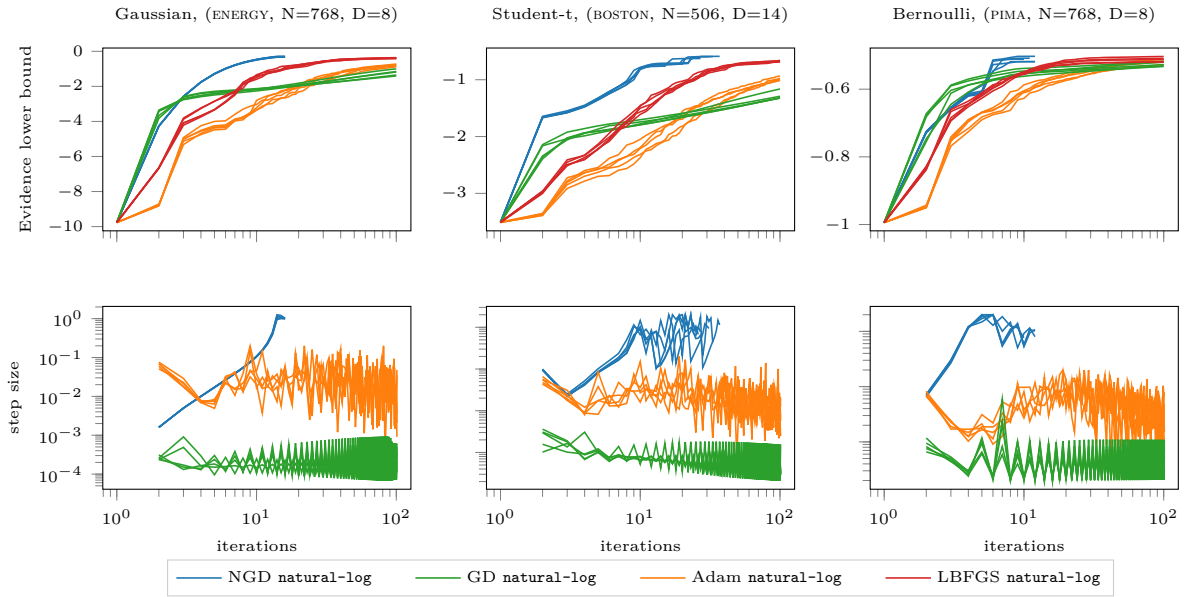 Gaussian, (ENERGY, N=768, D=8)
Student-t, (BOSTON, N=506, D=14)
Bernoulli, (PIMA, N=768, D=8)
Evidence lower bound
0
−2
−4
−6
−8
−10
−1
−2
−3
−0.6
−0.8
−1
step size
10^0
10^−1
10^−2
10^−3
10^−4
10^0 10^1 10^2
10^0 10^1 10^2
10^0 10^1 10^2
iterations
iterations
iterations
NGD natural-log
GD natural-log
Adam natural-log
LBFGS natural-log